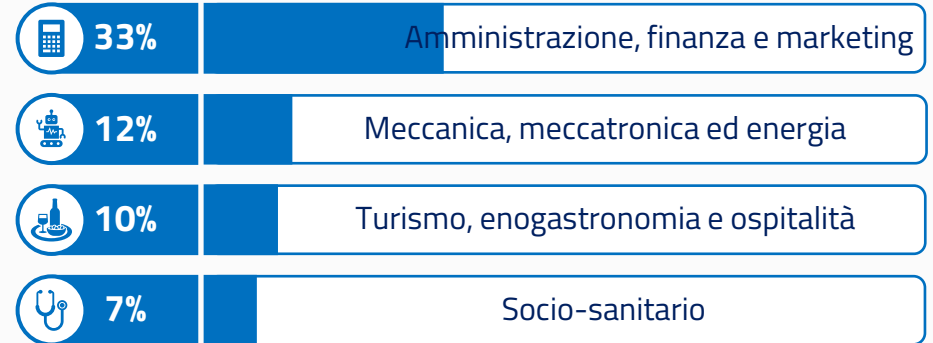 33% Amministrazione, finanza e marketing
12% Meccanica, meccatronica ed energia
10% Turismo, enogastronomia e ospitalità
7% Socio-sanitario